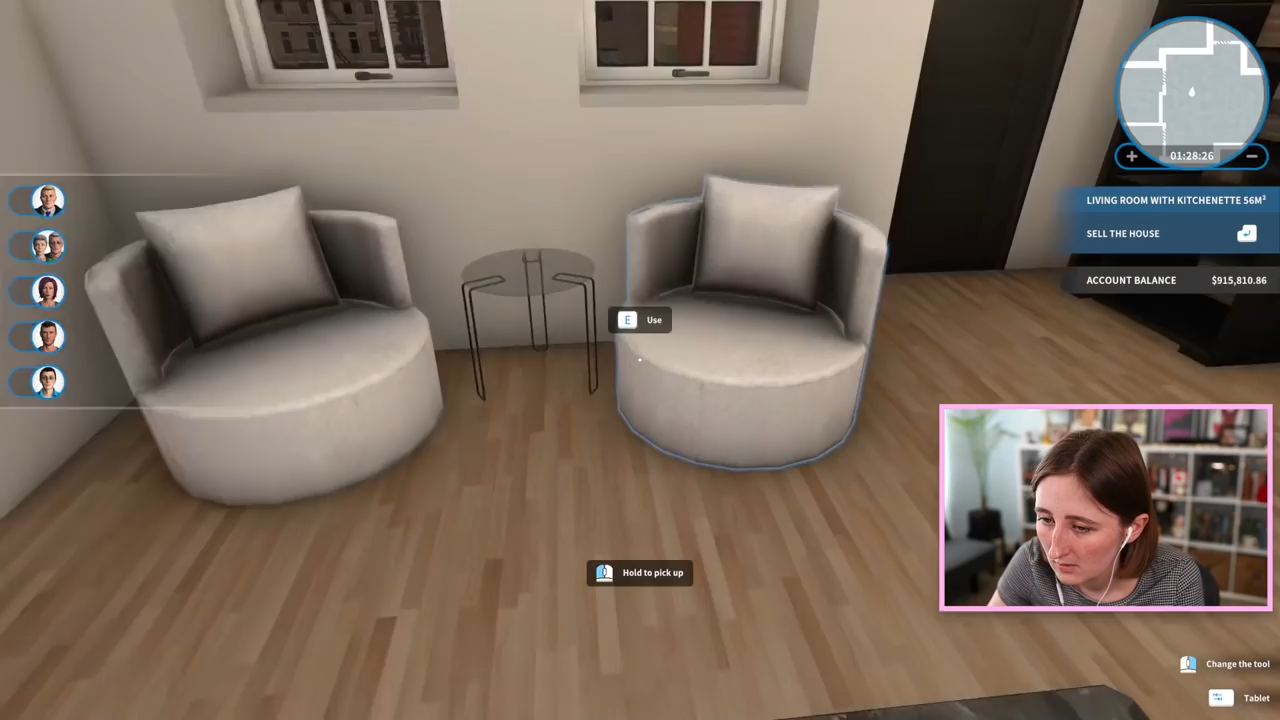 01:28:26
LIVING ROOM WITH KITCHENETTE 56M²
SELL THE HOUSE
ACCOUNT BALANCE $915,810.86
E Use
Hold to pick up
Change the tool
Tablet